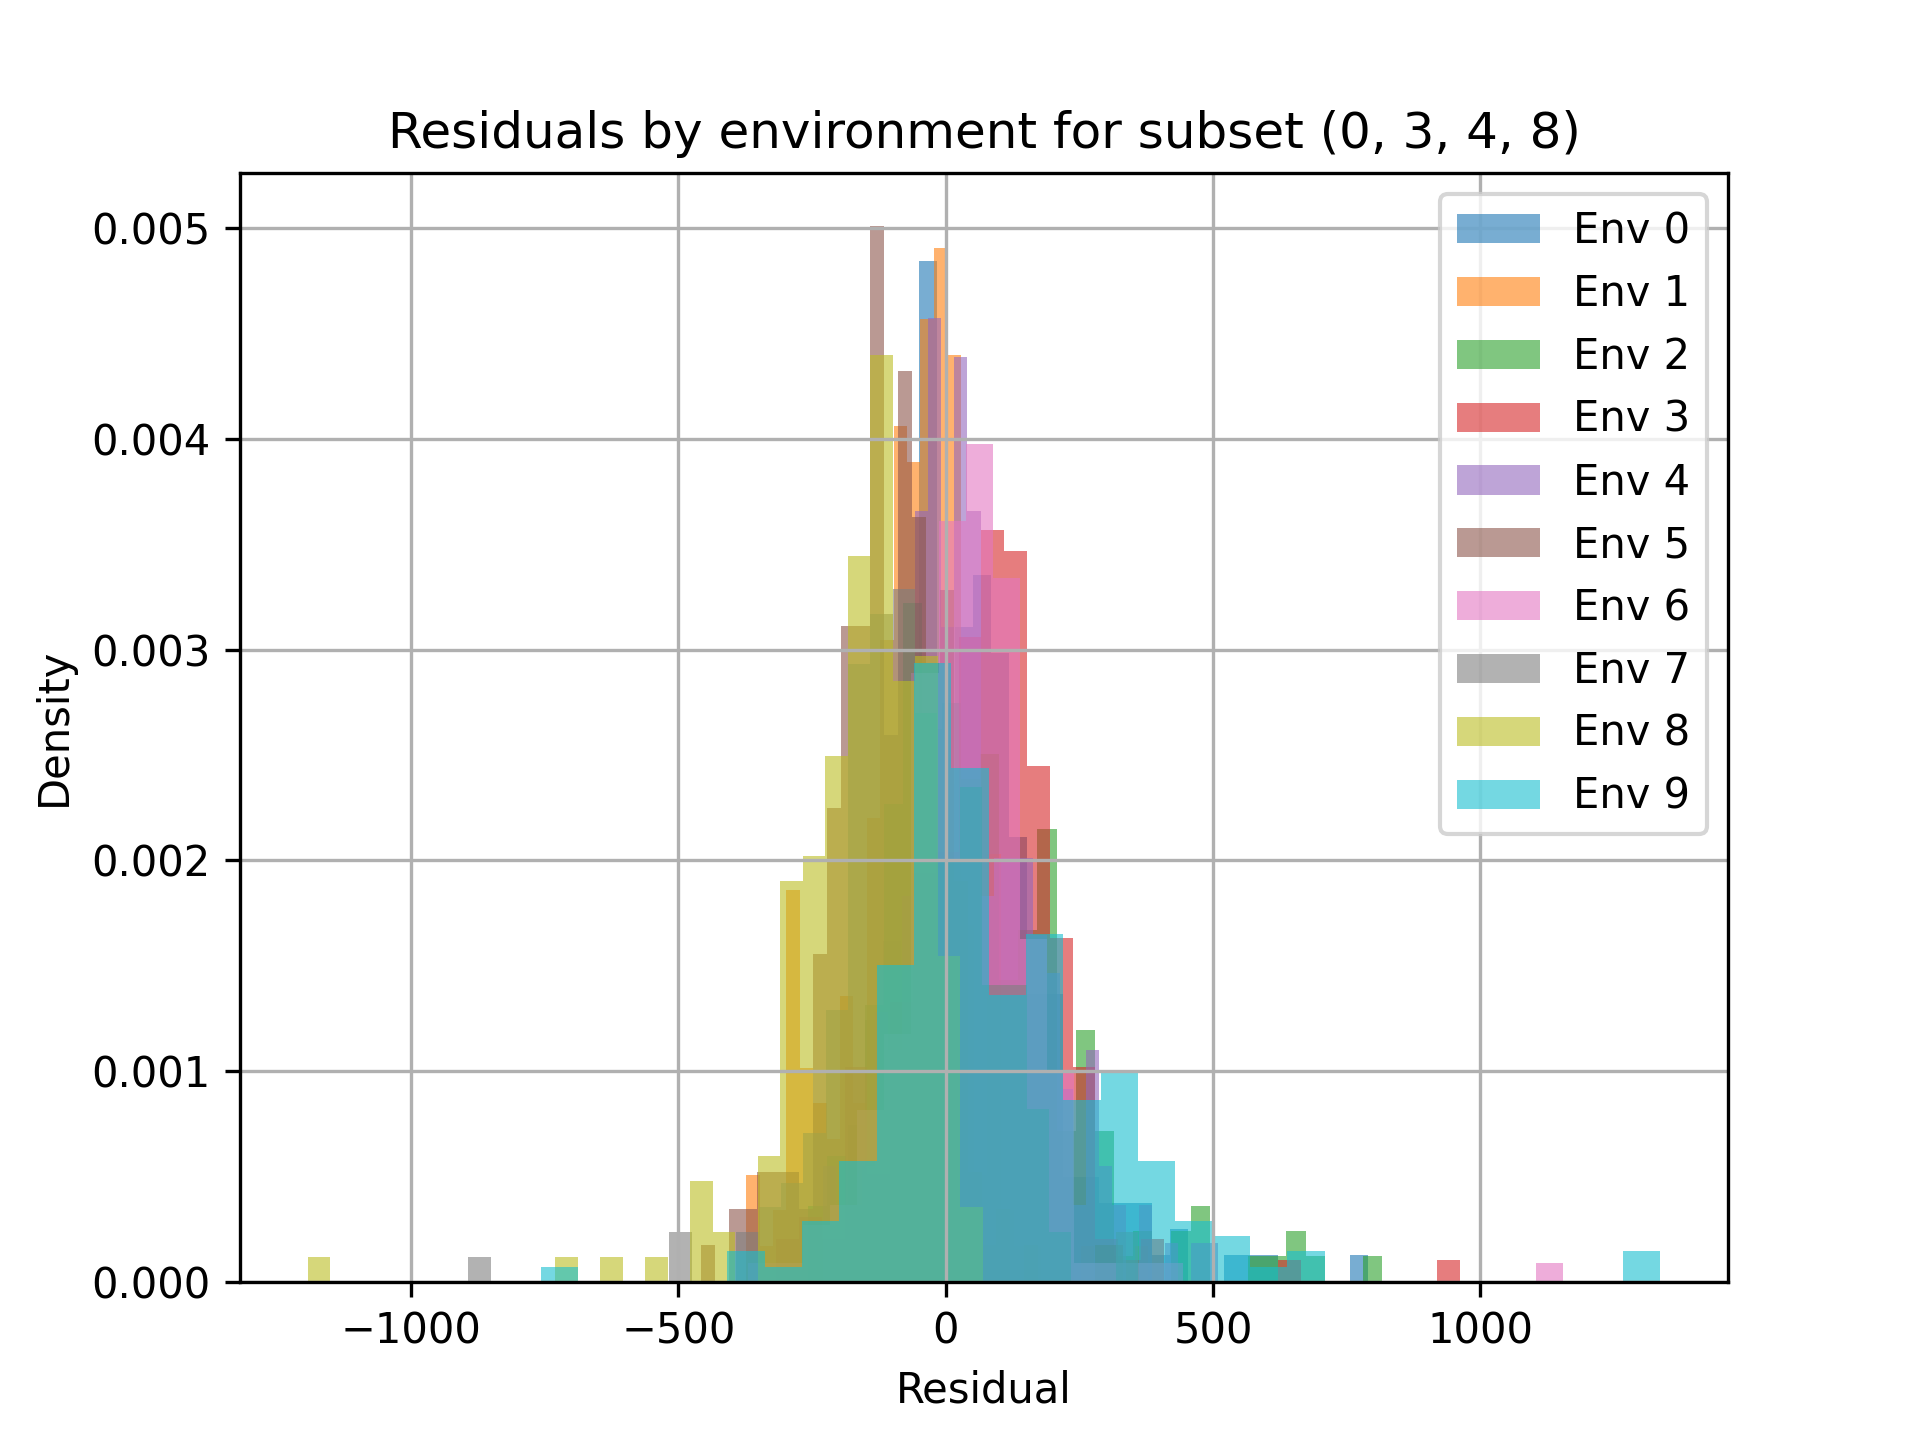 Residuals by environment for subset (0, 3, 4, 8)
0.005
0.004
0.003
0.002
0.001
0.000
Density
−1000
−500
0
500
1000
Residual
Env 0
Env 1
Env 2
Env 3
Env 4
Env 5
Env 6
Env 7
Env 8
Env 9